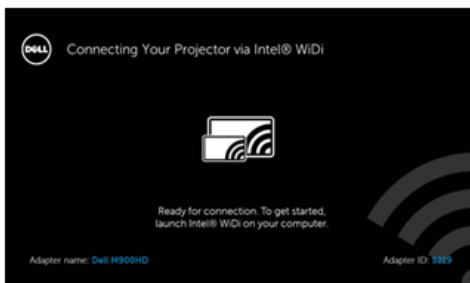 DELL
Connecting Your Projector via Intel® WiDi
Ready for connection. To get started,
launch Intel® WiDi on your computer.
Adapter name: Dell M900HD
Adapter ID: 5229